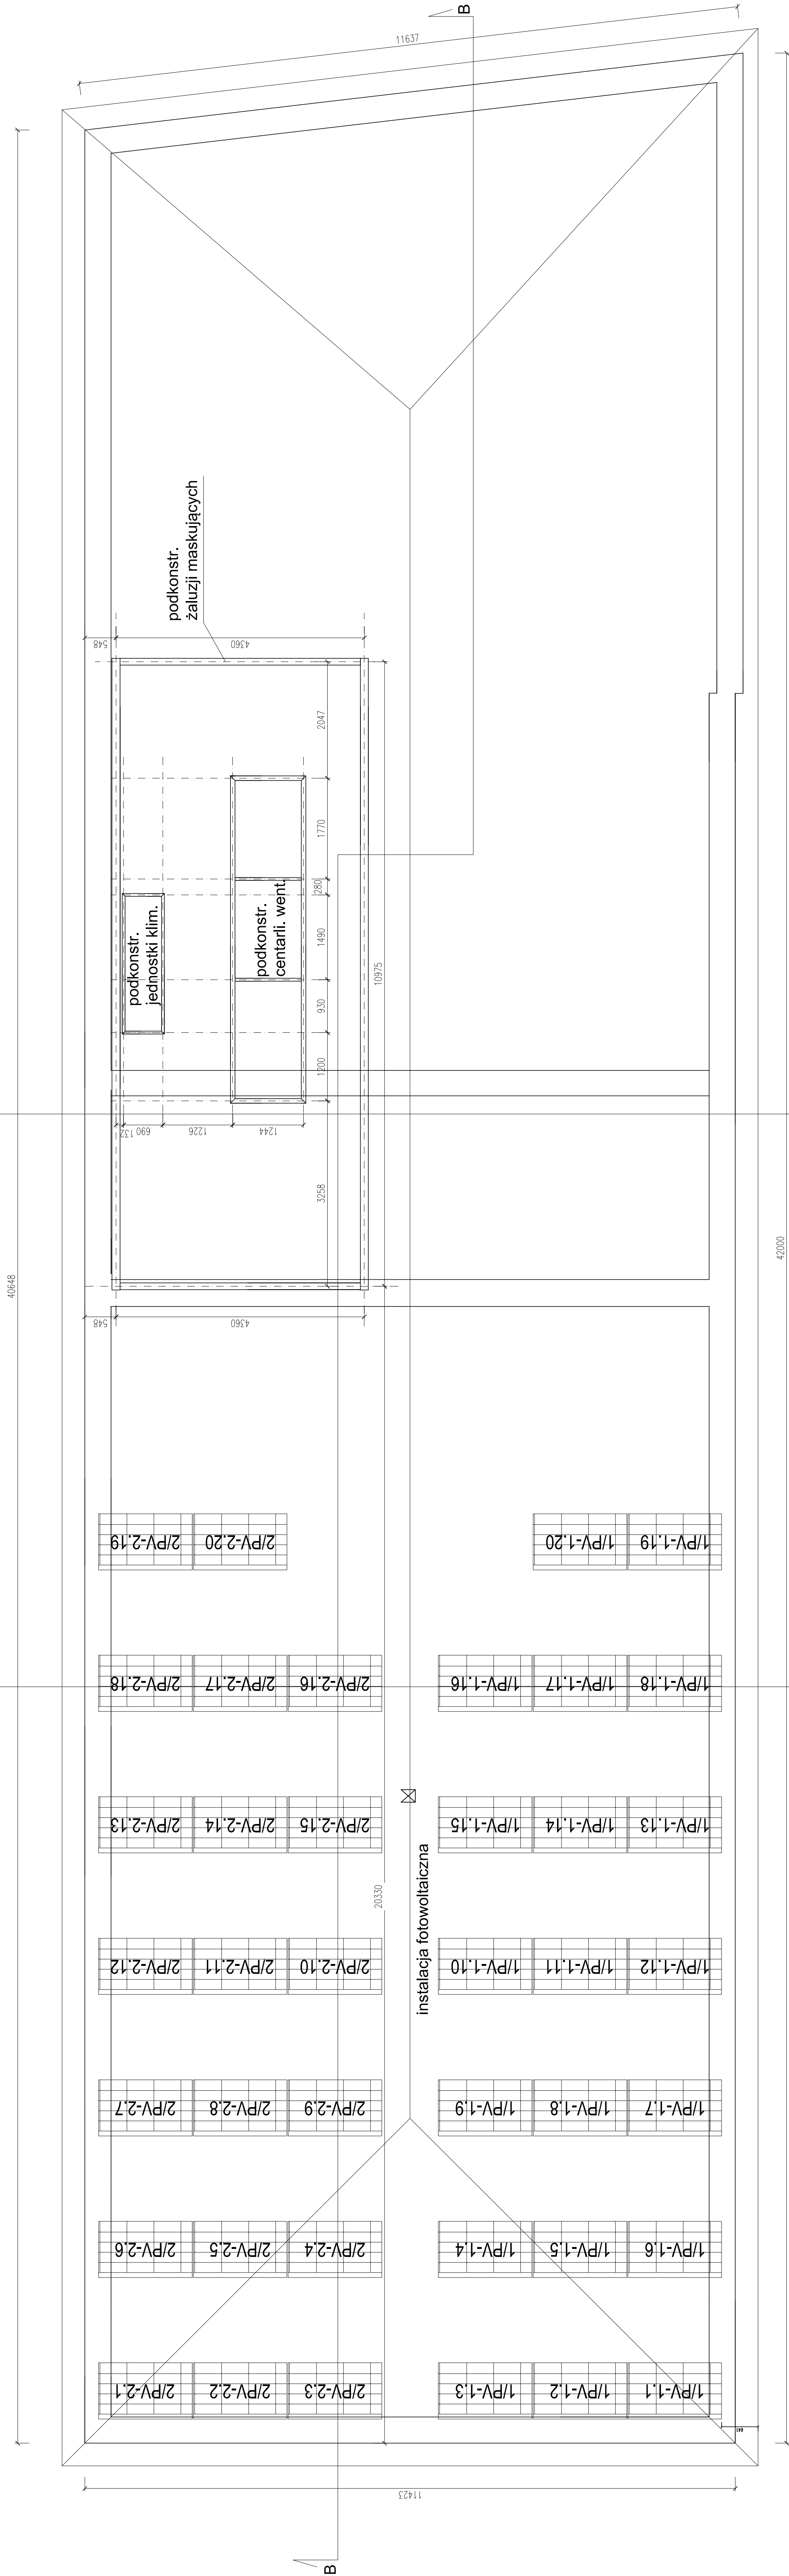 B
11637
podkonstr.
żaluzji maskujących
548
4360
2047
1770
280
podkonstr.
jednostki klim.
podkonstr.
centarli. went.
1490
10975
930
1200
132
690
1226
1244
3258
40648
42000
548
4360
2/PV-2.19
2/PV-2.20
1/PV-1.20
1/PV-1.19
2/PV-2.18
2/PV-2.17
2/PV-2.16
1/PV-1.16
1/PV-1.17
1/PV-1.18
2/PV-2.13
2/PV-2.14
2/PV-2.15
1/PV-1.15
1/PV-1.14
1/PV-1.13
20330
instalacja fotowoltaiczna
2/PV-2.12
2/PV-2.11
2/PV-2.10
1/PV-1.10
1/PV-1.11
1/PV-1.12
2/PV-2.7
2/PV-2.8
2/PV-2.9
1/PV-1.9
1/PV-1.8
1/PV-1.7
2/PV-2.6
2/PV-2.5
2/PV-2.4
1/PV-1.4
1/PV-1.5
1/PV-1.6
2/PV-2.1
2/PV-2.2
2/PV-2.3
1/PV-1.3
1/PV-1.2
1/PV-1.1
11423
B